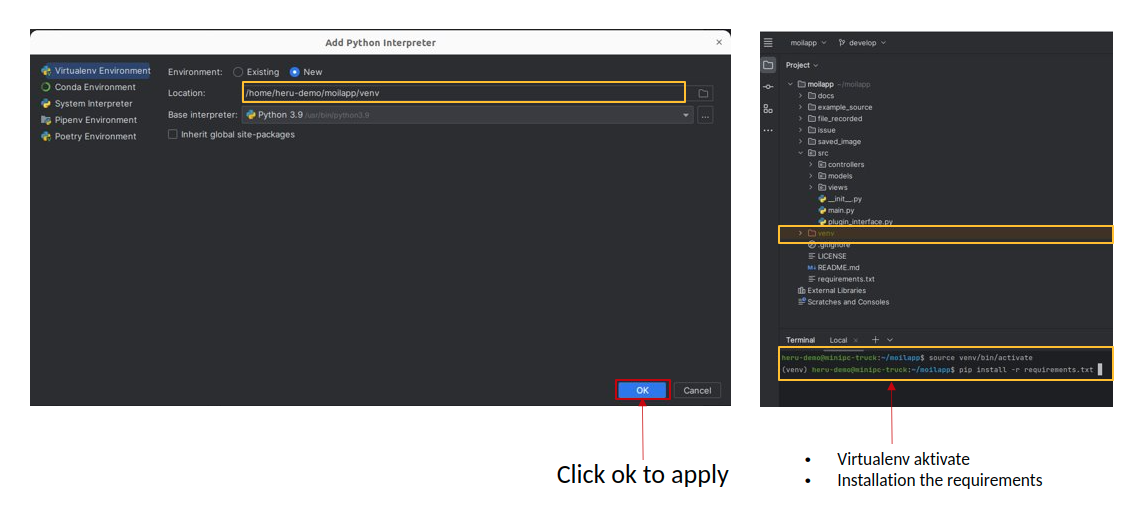 Add Python Interpreter
×
Virtualenv Environment
Conda Environment
System Interpreter
Pipenv Environment
Poetry Environment
Environment: Existing New
Location: /home/heru-demo/moilapp/venv
Base interpreter: Python 3.9 /usr/bin/python3.9
...
Inherit global site-packages
OK
Cancel
Click ok to apply
moilapp develop
Project
moilapp ~/moilapp
docs
example_source
file_recorded
issue
saved_image
src
controllers
models
views
__init__.py
main.py
plugin_interface.py
venv
.gitignore
LICENSE
M↓ README.md
requirements.txt
External Libraries
Scratches and Consoles
Terminal Local × +
heru-demo@minipc-truck:~/moilapp$ source venv/bin/activate
(venv) heru-demo@minipc-truck:~/moilapp$ pip install -r requirements.txt
• Virtualenv aktivate
• Installation the requirements